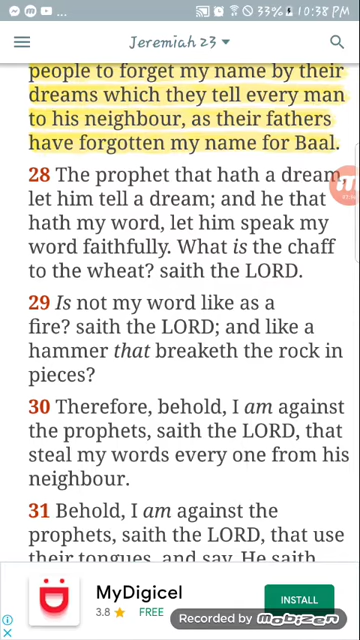 33% 10:38 PM
Jeremiah 23
people to forget my name by their
dreams which they tell every man
to his neighbour, as their fathers
have forgotten my name for Baal.
28 The prophet that hath a dream,
let him tell a dream; and he that
hath my word, let him speak my
word faithfully. What is the chaff
to the wheat? saith the LORD.
29 Is not my word like as a
fire? saith the LORD; and like a
hammer that breaketh the rock in
pieces?
30 Therefore, behold, I am against
the prophets, saith the LORD, that
steal my words every one from his
neighbour.
31 Behold, I am against the
prophets, saith the LORD, that use
their tongues, and say, He saith
MyDigicel
3.8 FREE
INSTALL
Recorded by mobizen